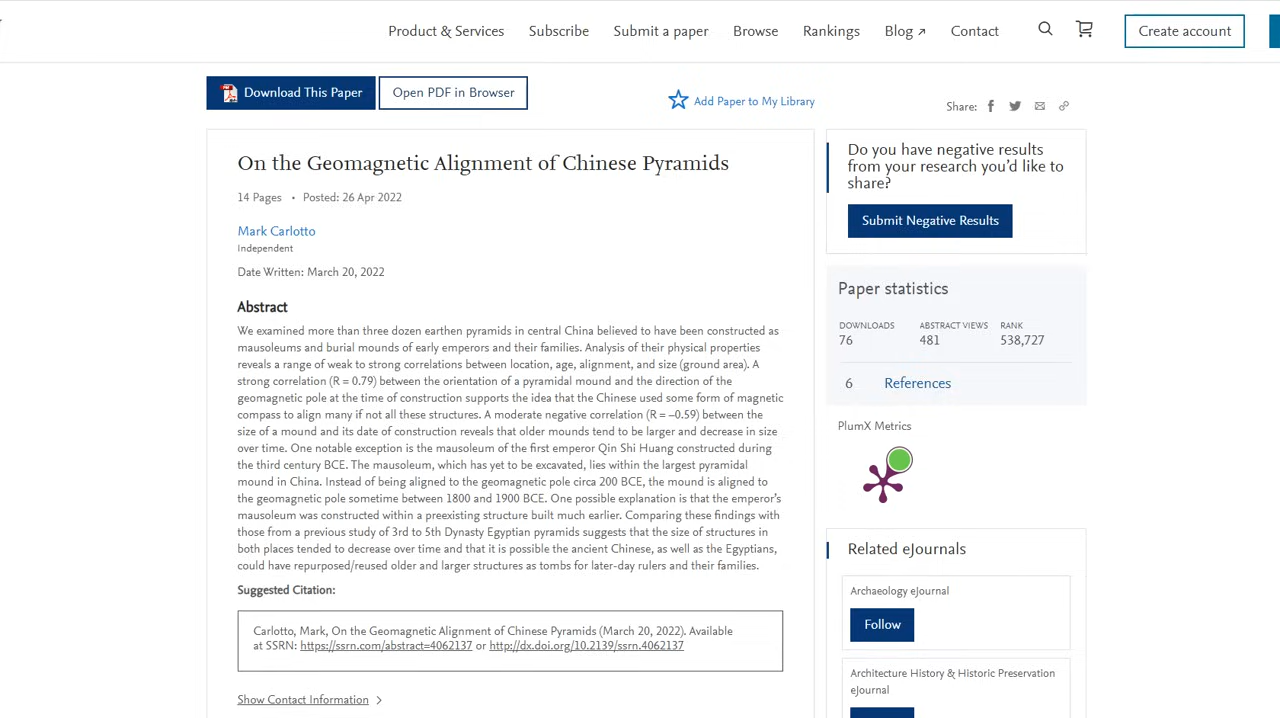 Product & Services Subscribe Submit a paper Browse Rankings Blog ↗ Contact Create account
Download This Paper Open PDF in Browser
Add Paper to My Library
Share:
On the Geomagnetic Alignment of Chinese Pyramids
14 Pages • Posted: 26 Apr 2022
Mark Carlotto
Independent
Date Written: March 20, 2022
Abstract
We examined more than three dozen earthen pyramids in central China believed to have been constructed as
mausoleums and burial mounds of early emperors and their families. Analysis of their physical properties
reveals a range of weak to strong correlations between location, age, alignment, and size (ground area). A
strong correlation (R = 0.79) between the orientation of a pyramidal mound and the direction of the
geomagnetic pole at the time of construction supports the idea that the Chinese used some form of magnetic
compass to align many if not all these structures. A moderate negative correlation (R = –0.59) between the
size of a mound and its date of construction reveals that older mounds tend to be larger and decrease in size
over time. One notable exception is the mausoleum of the first emperor Qin Shi Huang constructed during
the third century BCE. The mausoleum, which has yet to be excavated, lies within the largest pyramidal
mound in China. Instead of being aligned to the geomagnetic pole circa 200 BCE, the mound is aligned to
the geomagnetic pole sometime between 1800 and 1900 BCE. One possible explanation is that the emperor's
mausoleum was constructed within a preexisting structure built much earlier. Comparing these findings with
those from a previous study of 3rd to 5th Dynasty Egyptian pyramids suggests that the size of structures in
both places tended to decrease over time and that it is possible the ancient Chinese, as well as the Egyptians,
could have repurposed/reused older and larger structures as tombs for later-day rulers and their families.
Suggested Citation:
Carlotto, Mark, On the Geomagnetic Alignment of Chinese Pyramids (March 20, 2022). Available
at SSRN: https://ssrn.com/abstract=4062137 or http://dx.doi.org/10.2139/ssrn.4062137
Show Contact Information >
Do you have negative results
from your research you'd like to
share?
Submit Negative Results
Paper statistics
DOWNLOADS ABSTRACT VIEWS RANK
76 481 538,727
6 References
PlumX Metrics
Related eJournals
Archaeology eJournal
Follow
Architecture History & Historic Preservation
eJournal